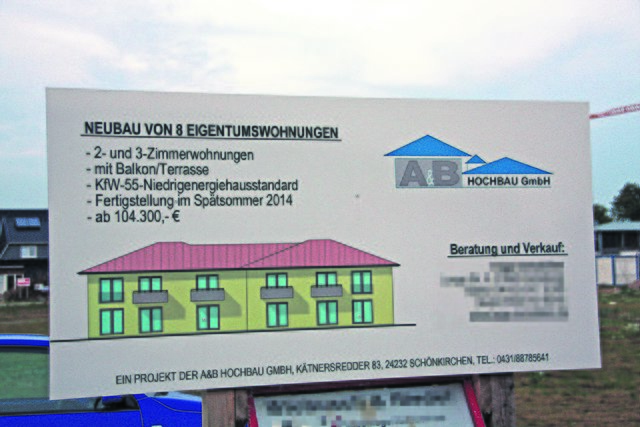 NEUBAU VON 8 EIGENTUMSWOHNUNGEN
- 2- und 3-Zimmerwohnungen
- mit Balkon/Terrasse
- KfW-55-Niedrigenergiehausstandard
- Fertigstellung im Spätsommer 2014
- ab 104.300,- €
A&B
HOCHBAU GmbH
Beratung und Verkauf:
EIN PROJEKT DER A&B HOCHBAU GMBH, KÄTNERSREDDER 83, 24232 SCHÖNKIRCHEN, TEL.: 0431/88785641